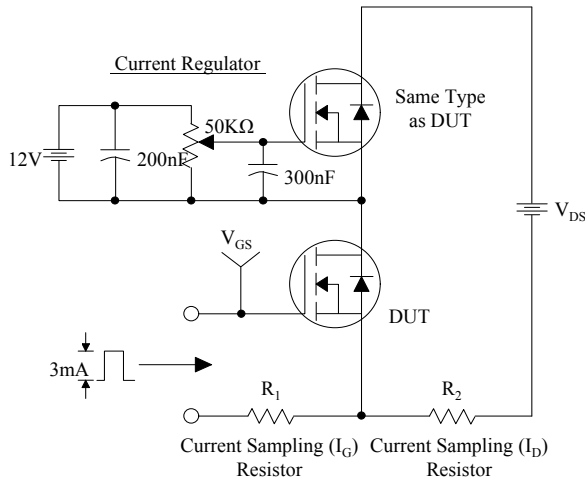 Current Regulator
50KΩ
Same Type
as DUT
12V
200nF
300nF
V_DS
V_GS
DUT
3mA
R_1
R_2
Current Sampling (I_G)
Resistor
Current Sampling (I_D)
Resistor